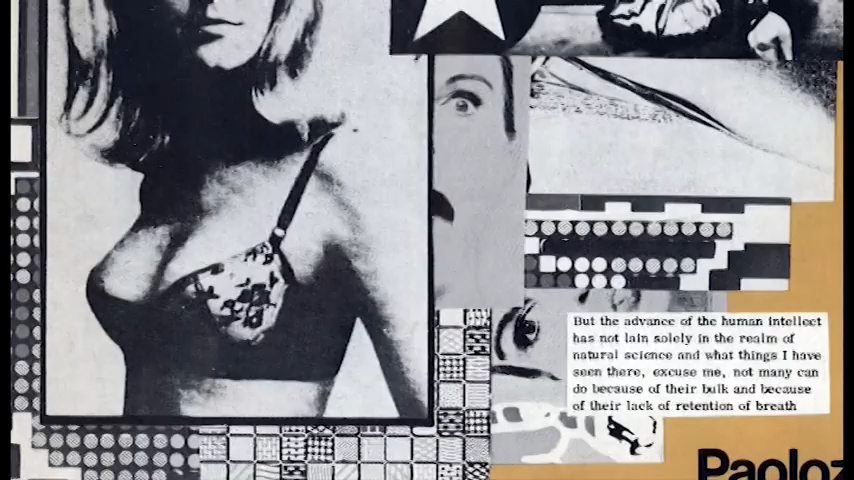 But the advance of the human intellect
has not lain solely in the realm of
natural science and what things I have
seen there, excuse me, not many can
do because of their bulk and because
of their lack of retention of breath
Paoloz